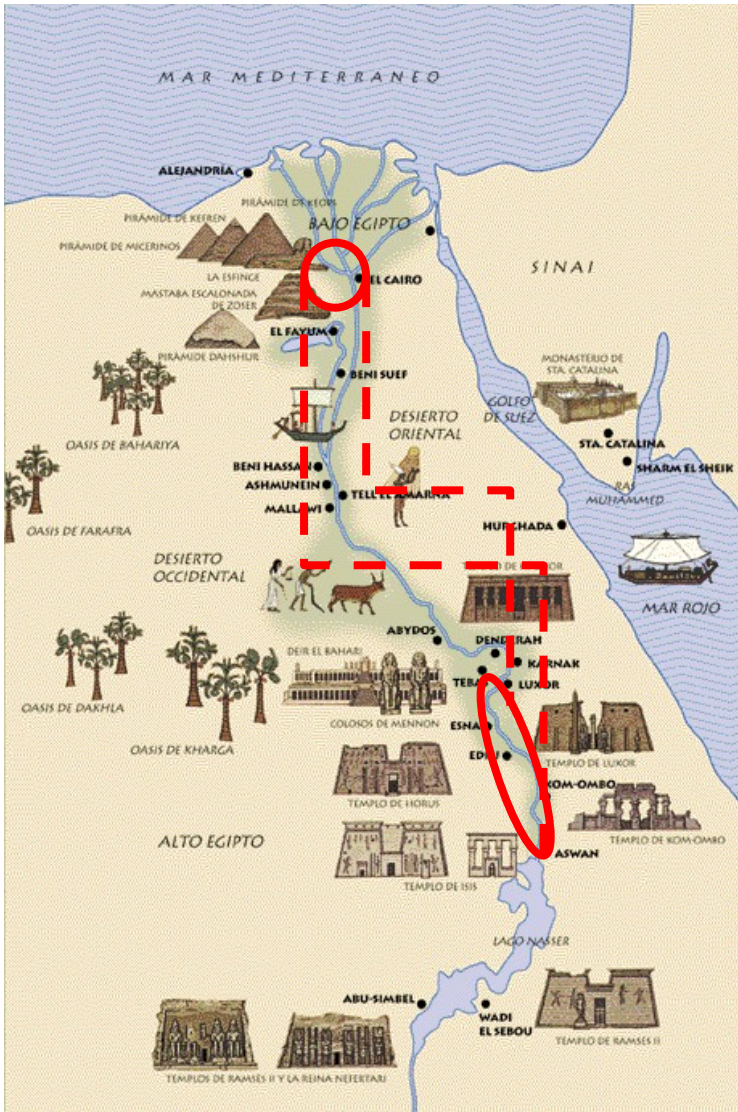 MAR MEDITERRANEO
ALEJANDRÍA
PIRÁMIDE DE KEOPS
PIRÁMIDE DE KEFREN
BAJO EGIPTO
PIRÁMIDE DE MICERINOS
SINAI
LA ESFINGE
EL CAIRO
MASTABA ESCALONADA
DE ZOSER
EL FAYUM
PIRÁMIDE DAHSHUR
MONASTERIO DE
STA. CATALINA
BENI SUEF
GOLFO
DE SUEZ
DESIERTO
ORIENTAL
OASIS DE BAHARIYA
STA. CATALINA
BENI HASSAN
SHARM EL SHEIK
ASHMUNEIN
RAS
MUHAMMED
TELL EL AMARNA
MALLAWI
OASIS DE FARAFRA
HURGHADA
DESIERTO
OCCIDENTAL
TEMPLO DE
MAR ROJO
ABYDOS
DENDERAH
DEIR EL BAHARI
KARNAK
TEBAS
LUXOR
OASIS DE DAKHLA
COLOSOS DE MENNON
ESNA
OASIS DE KHARGA
EDFU
TEMPLO DE LUXOR
KOM-OMBO
TEMPLO DE HORUS
ALTO EGIPTO
TEMPLO DE KOM-OMBO
ASWAN
TEMPLO DE ISIS
LAGO NASSER
ABU-SIMBEL
WADI
EL SEBOU
TEMPLO DE RAMSES II
TEMPLOS DE RAMSES II Y LA REINA NEFERTARI